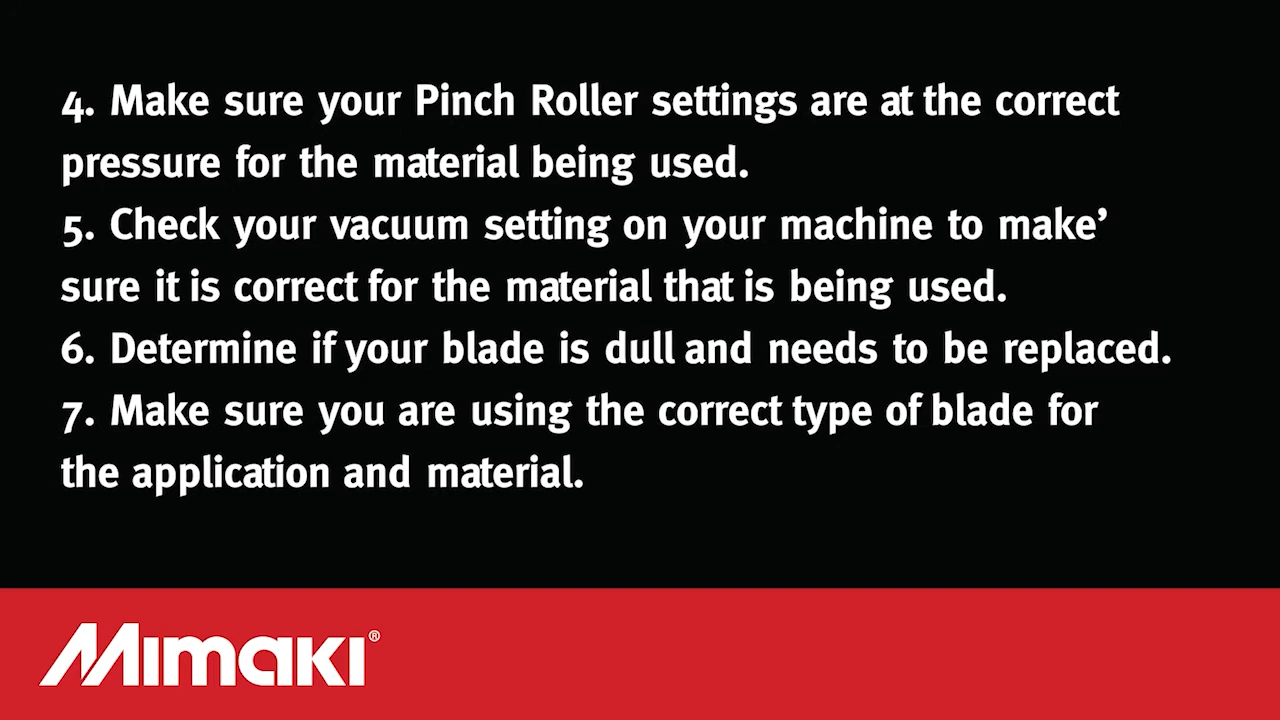 4. Make sure your Pinch Roller settings are at the correct
pressure for the material being used.
5. Check your vacuum setting on your machine to make’
sure it is correct for the material that is being used.
6. Determine if your blade is dull and needs to be replaced.
7. Make sure you are using the correct type of blade for
the application and material.
Mimaki®